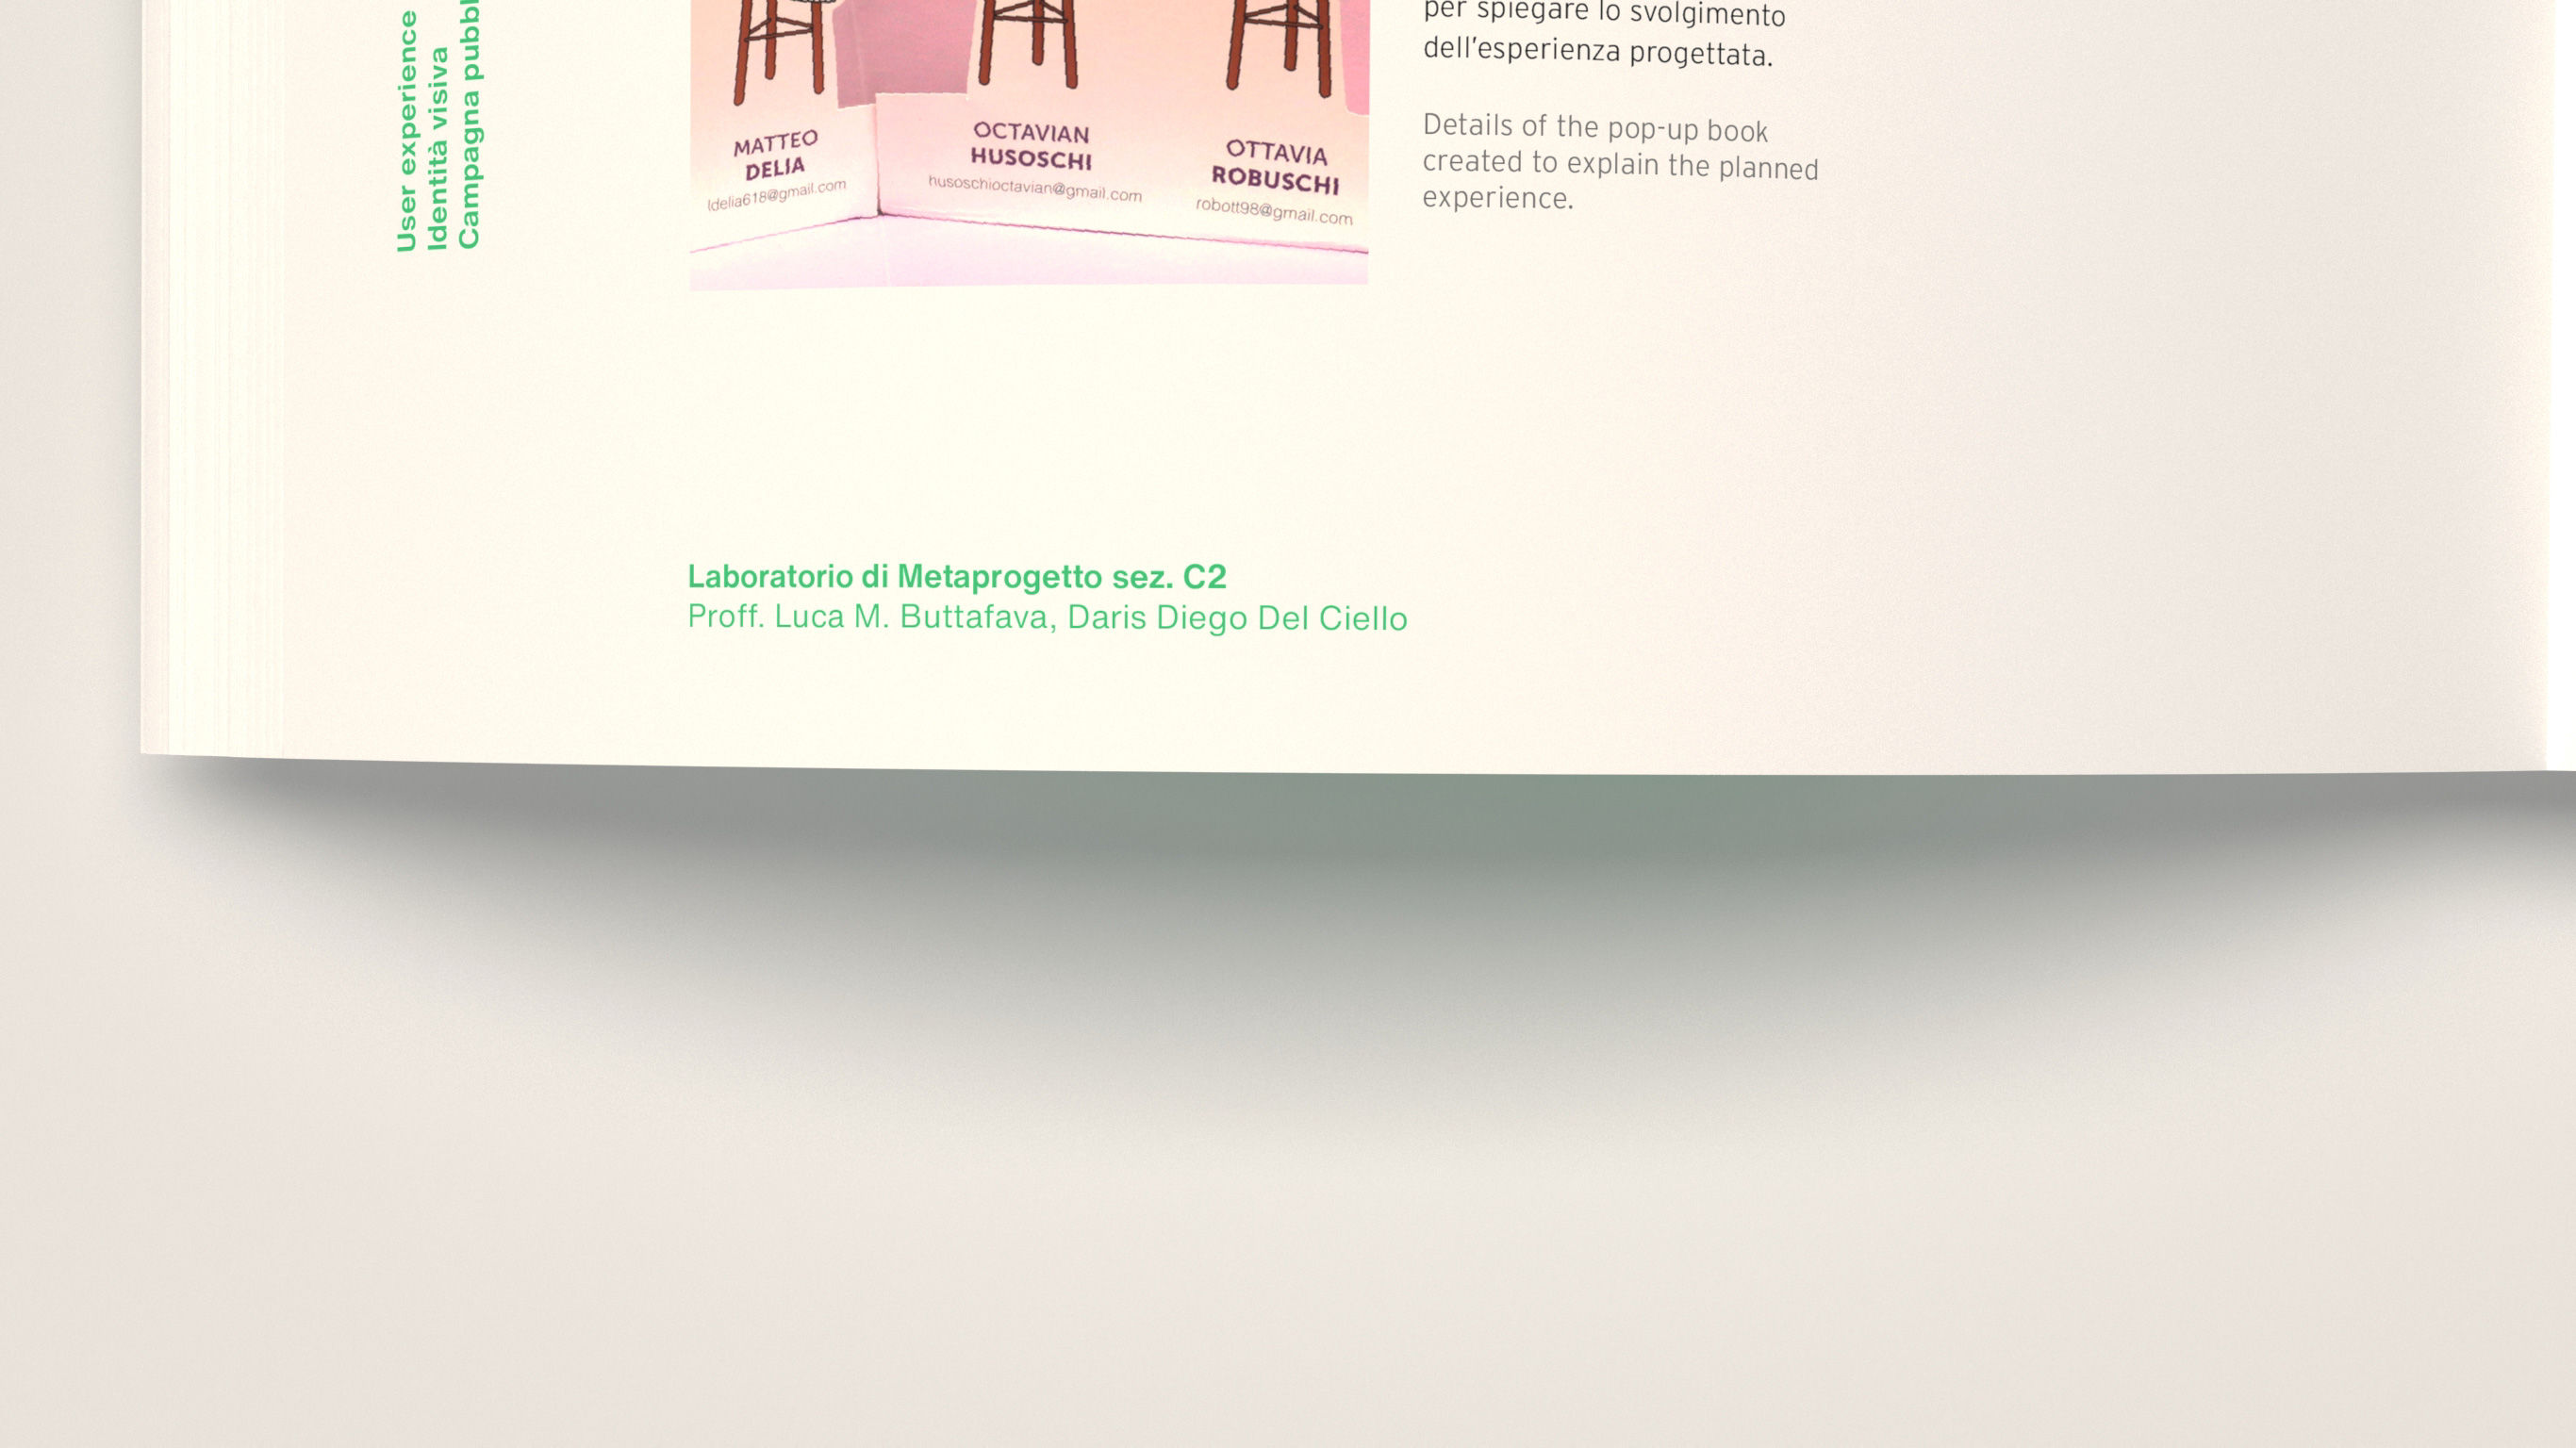 User experience
Identità visiva
Campagna
MATTEO
DELIA
ldelia618@gmail.com
OCTAVIAN
HUSOSCHI
husoschioctavian@gmail.com
OTTAVIA
ROBUSCHI
robott98@gmail.com
per spiegare lo svolgimento
dell'esperienza progettata.
Details of the pop-up book
created to explain the planned
experience.
Laboratorio di Metaprogetto sez. C2
Proff. Luca M. Buttafava, Daris Diego Del Ciello